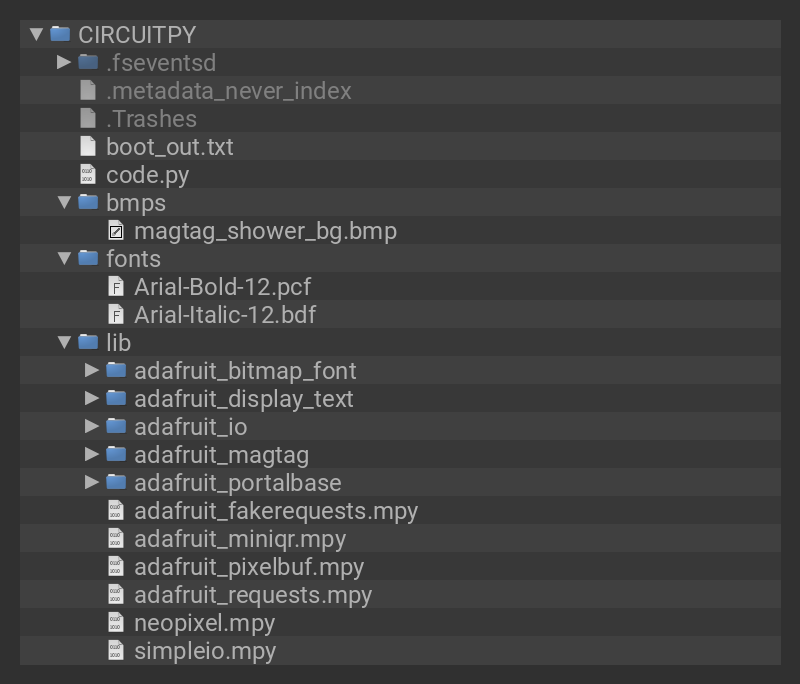 CIRCUITPY
.fseventsd
.metadata_never_index
.Trashes
boot_out.txt
code.py
bmps
magtag_shower_bg.bmp
fonts
Arial-Bold-12.pcf
Arial-Italic-12.bdf
lib
adafruit_bitmap_font
adafruit_display_text
adafruit_io
adafruit_magtag
adafruit_portalbase
adafruit_fakerequests.mpy
adafruit_miniqr.mpy
adafruit_pixelbuf.mpy
adafruit_requests.mpy
neopixel.mpy
simpleio.mpy